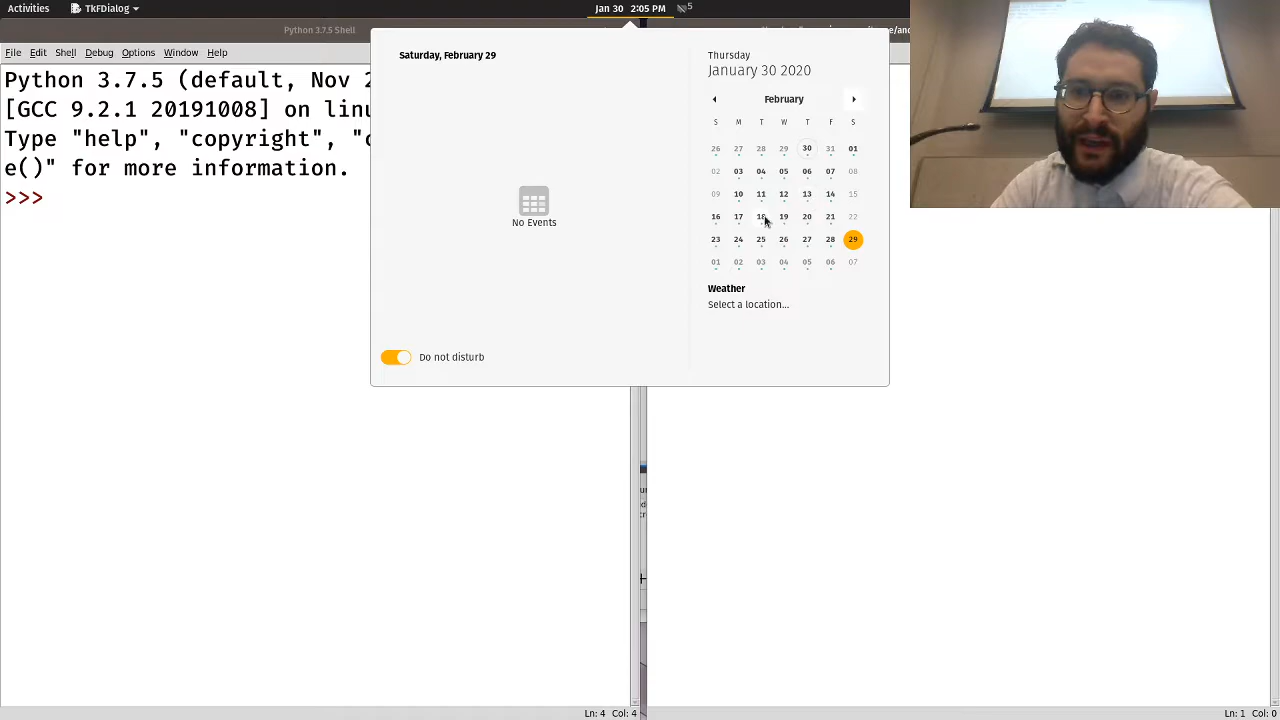 Activities TkFDialog Jan 30 2:05 PM 5
Python 3.7.5 Shell
File Edit Shell Debug Options Window Help
Python 3.7.5 (default, Nov 2
[GCC 9.2.1 20191008] on linu
Type "help", "copyright", "c
e()" for more information.
>>>
Saturday, February 29
No Events
Do not disturb
Thursday
January 30 2020
February
S M T W T F S
26 27 28 29 30 31 01
02 03 04 05 06 07 08
09 10 11 12 13 14 15
16 17 18 19 20 21 22
23 24 25 26 27 28 29
01 02 03 04 05 06 07
Weather
Select a location...
Ln: 4 Col: 4
Ln: 1 Col: 0